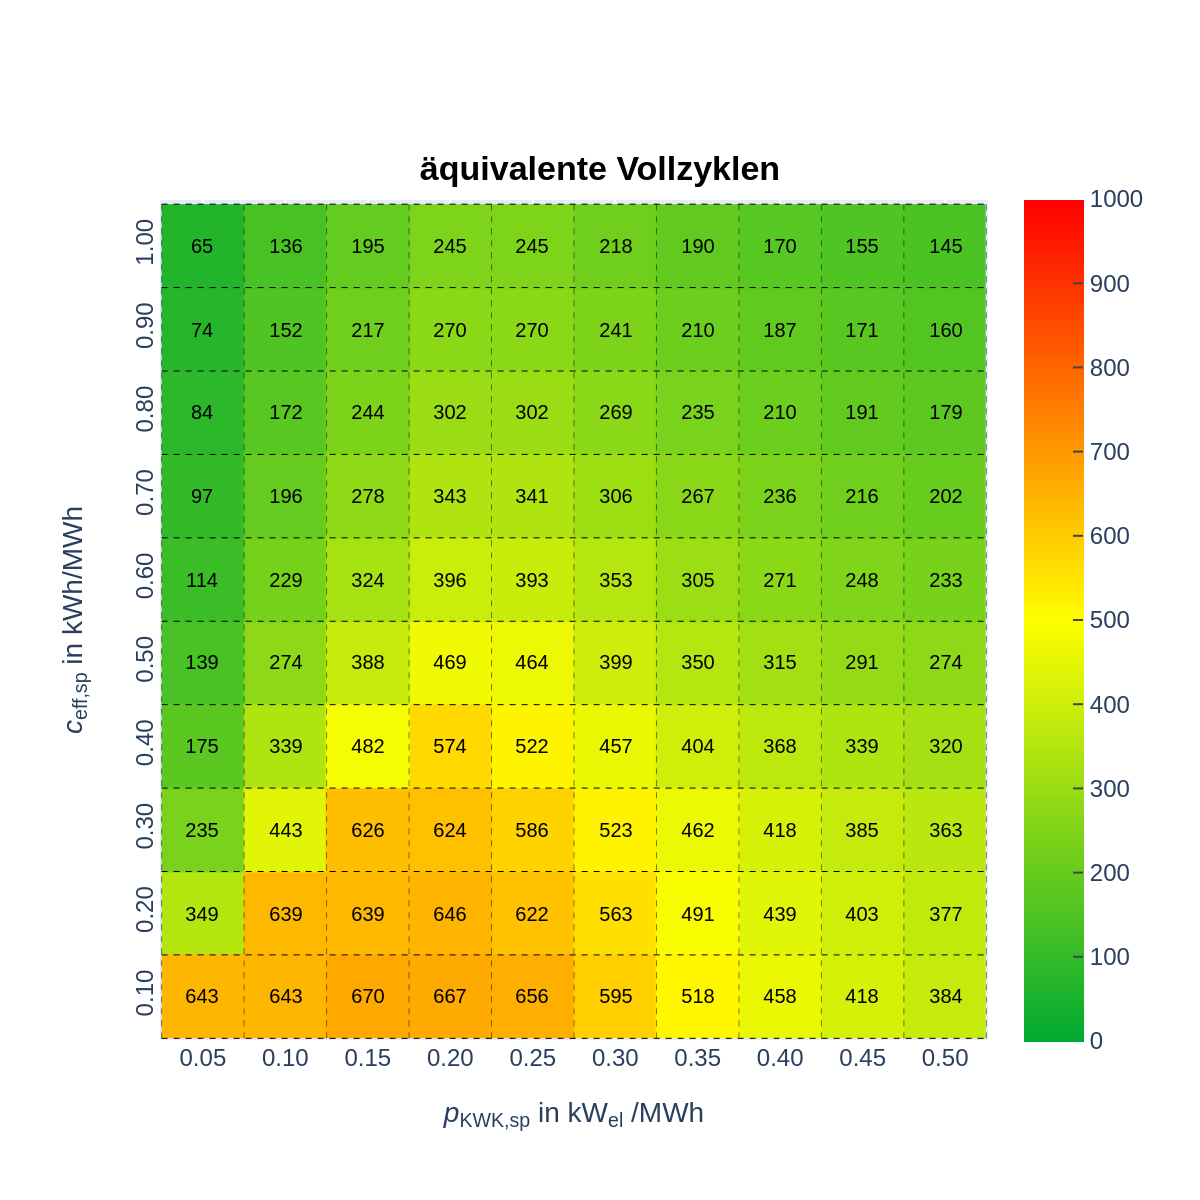 äquivalente Vollzyklen
1.00 65 136 195 245 245 218 190 170 155 145
0.90 74 152 217 270 270 241 210 187 171 160
0.80 84 172 244 302 302 269 235 210 191 179
0.70 97 196 278 343 341 306 267 236 216 202
0.60 114 229 324 396 393 353 305 271 248 233
0.50 139 274 388 469 464 399 350 315 291 274
0.40 175 339 482 574 522 457 404 368 339 320
0.30 235 443 626 624 586 523 462 418 385 363
0.20 349 639 639 646 622 563 491 439 403 377
0.10 643 643 670 667 656 595 518 458 418 384
0.05 0.10 0.15 0.20 0.25 0.30 0.35 0.40 0.45 0.50
pKWK,sp in kWel /MWh
ceff,sp in kWh/MWh
1000
900
800
700
600
500
400
300
200
100
0